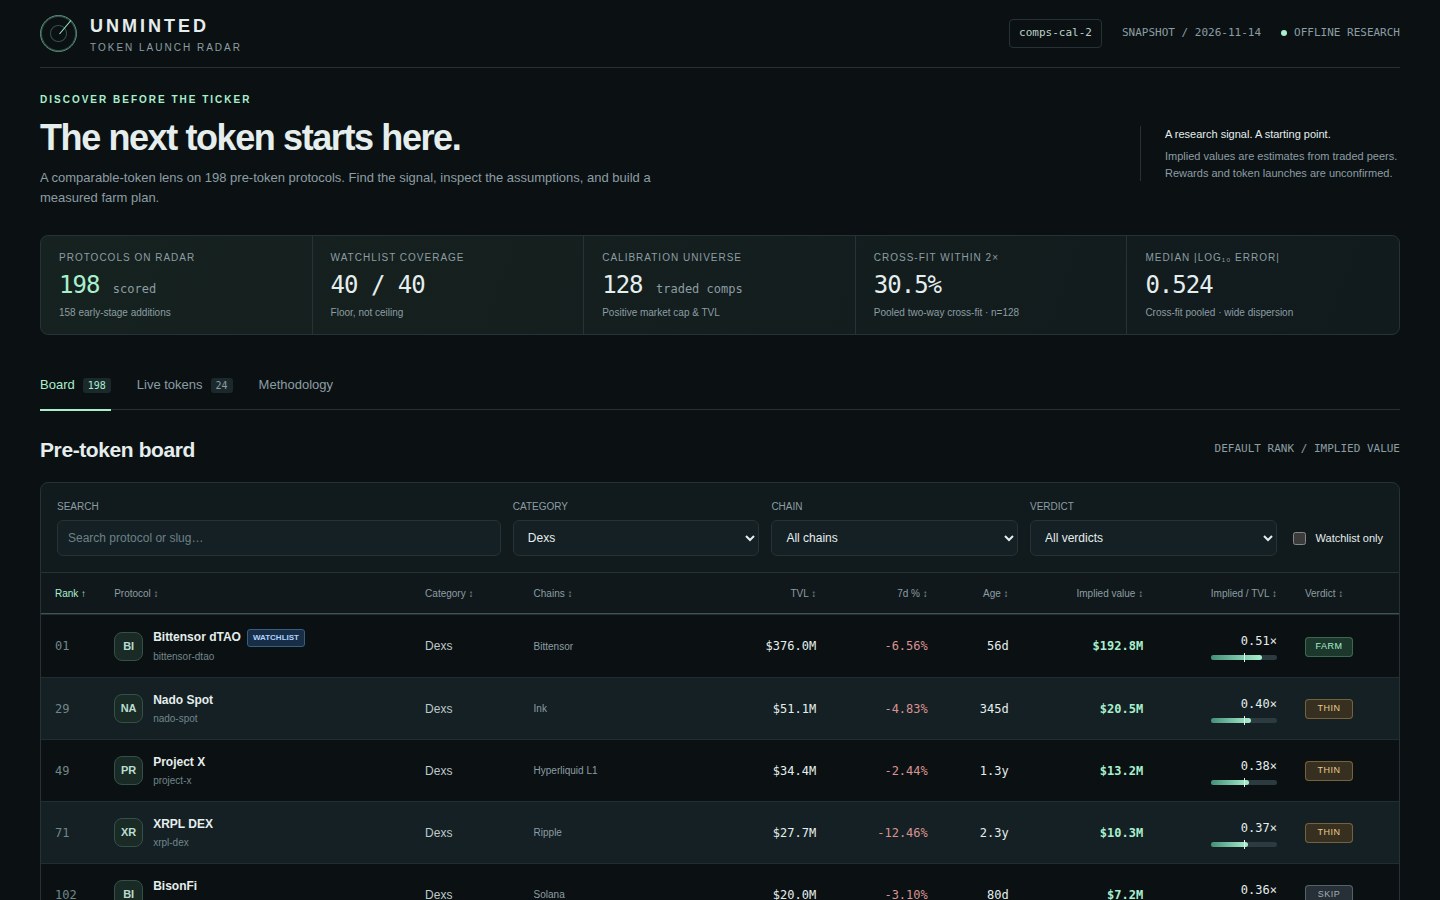 UNMINTED
TOKEN LAUNCH RADAR
comps-cal-2
SNAPSHOT / 2026-11-14
OFFLINE RESEARCH
DISCOVER BEFORE THE TICKER
The next token starts here.
A comparable-token lens on 198 pre-token protocols. Find the signal, inspect the assumptions, and build a
measured farm plan.
A research signal. A starting point.
Implied values are estimates from traded peers.
Rewards and token launches are unconfirmed.
PROTOCOLS ON RADAR
198 scored
158 early-stage additions
WATCHLIST COVERAGE
40 / 40
Floor, not ceiling
CALIBRATION UNIVERSE
128 traded comps
Positive market cap & TVL
CROSS-FIT WITHIN 2×
30.5%
Pooled two-way cross-fit · n=128
MEDIAN |LOG₁₀ ERROR|
0.524
Cross-fit pooled · wide dispersion
Board 198 Live tokens 24 Methodology
Pre-token board
DEFAULT RANK / IMPLIED VALUE
SEARCH CATEGORY CHAIN VERDICT
Search protocol or slug… Dexs All chains All verdicts Watchlist only
Rank ↑ Protocol ↕ Category ↕ Chains ↕ TVL ↕ 7d % ↕ Age ↕ Implied value ↕ Implied / TVL ↕ Verdict ↕
01 BI Bittensor dTAO WATCHLIST
bittensor-dtao
Dexs Bittensor $376.0M -6.56% 56d $192.8M 0.51× FARM
29 NA Nado Spot
nado-spot
Dexs Ink $51.1M -4.83% 345d $20.5M 0.40× THIN
49 PR Project X
project-x
Dexs Hyperliquid L1 $34.4M -2.44% 1.3y $13.2M 0.38× THIN
71 XR XRPL DEX
xrpl-dex
Dexs Ripple $27.7M -12.46% 2.3y $10.3M 0.37× THIN
102 BI BisonFi
Dexs Solana $20.0M -3.10% 80d $7.2M 0.36× SKIP